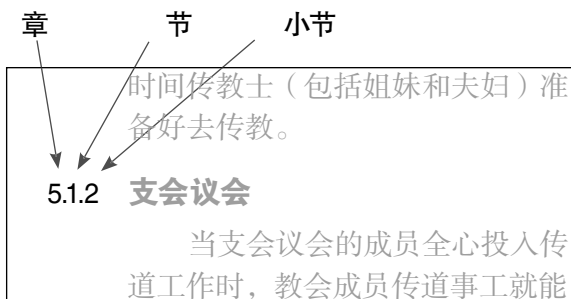 章 节 小节
时间传教士（包括姐妹和夫妇）准
备好去传教。
5.1.2 支会议会
当支会议会的成员全心投入传
道工作时，教会成员传道事工就能